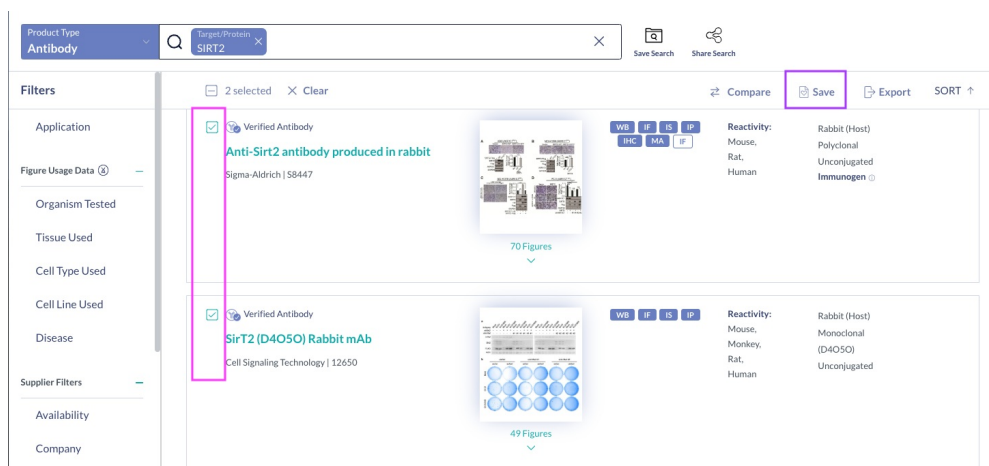 Product Type
Antibody
Target/Protein
SIRT2
Save Search
Share Search
Filters
2 selected
Clear
Compare
Save
Export
SORT
Application
Figure Usage Data
Organism Tested
Tissue Used
Cell Type Used
Cell Line Used
Disease
Supplier Filters
Availability
Company
Verified Antibody
Anti-Sirt2 antibody produced in rabbit
Sigma-Aldrich | S8447
70 Figures
WB IF IS IP
IHC MA IF
Reactivity:
Mouse,
Rat,
Human
Rabbit (Host)
Polyclonal
Unconjugated
Immunogen
Verified Antibody
SirT2 (D4O5O) Rabbit mAb
Cell Signaling Technology | 12650
49 Figures
WB IF IS IP
Reactivity:
Mouse,
Monkey,
Rat,
Human
Rabbit (Host)
Monoclonal
(D4O5O)
Unconjugated